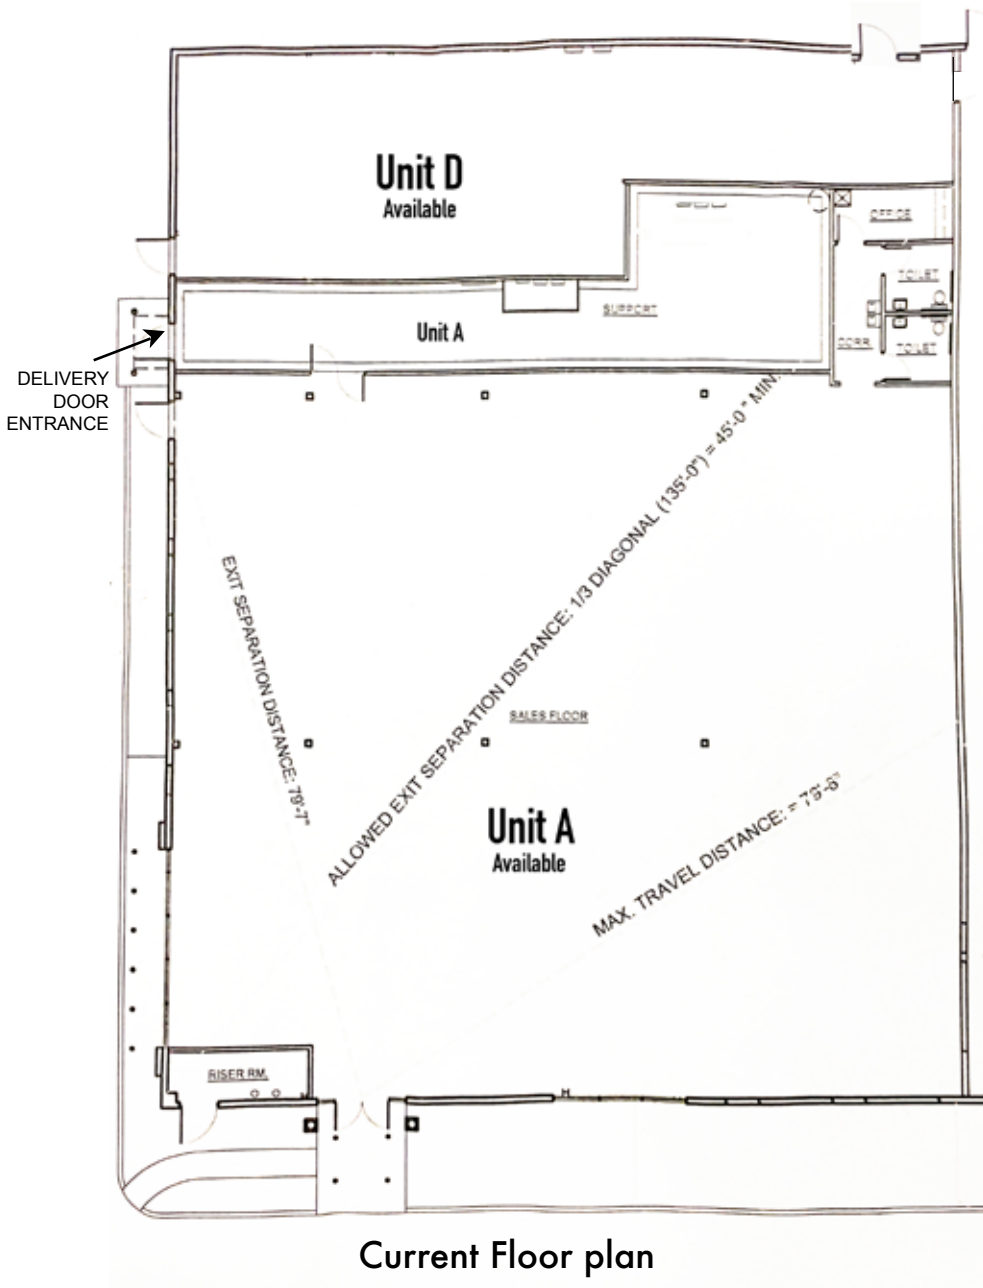 Unit D
Available
OFFICE
TOILET
SUPPORT
Unit A
CORR.
TOILET
DELIVERY
DOOR
ENTRANCE
EXIT SEPARATION DISTANCE: 79'-7"
ALLOWED EXIT SEPARATION DISTANCE: 1/3 DIAGONAL (135'-0") = 45'-0" MIN.
SALES FLOOR
Unit A
Available
MAX. TRAVEL DISTANCE: = 79'-8"
RISER RM.
H
Current Floor plan